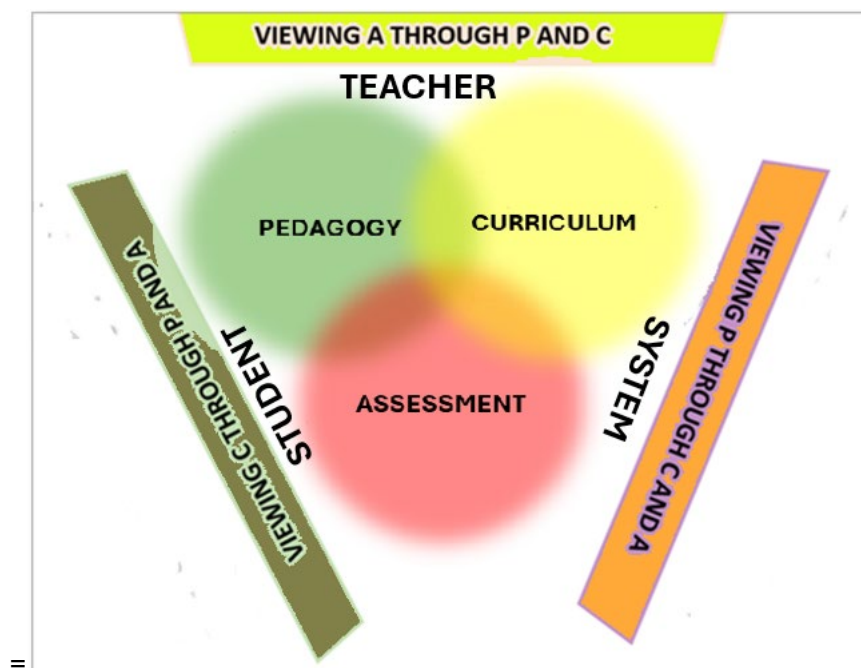 VIEWING A THROUGH P AND C
TEACHER
PEDAGOGY
CURRICULUM
VIEWING C THROUGH P AND A
STUDENT
SYSTEM
VIEWING P THROUGH C AND A
ASSESSMENT
=